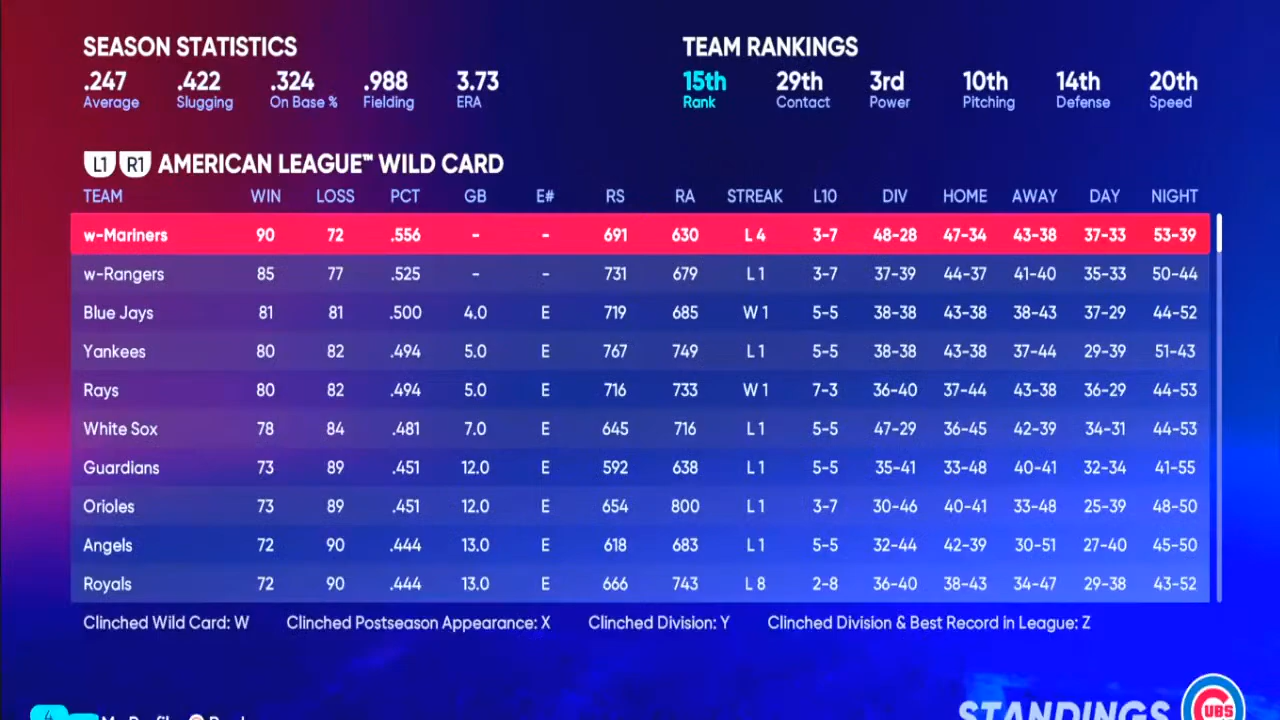 SEASON STATISTICS
.247 .422 .324 .988 3.73
Average Slugging On Base % Fielding ERA
TEAM RANKINGS
15th 29th 3rd 10th 14th 20th
Rank Contact Power Pitching Defense Speed
L1 R1 AMERICAN LEAGUE™ WILD CARD
TEAM WIN LOSS PCT GB E# RS RA STREAK L10 DIV HOME AWAY DAY NIGHT
w-Mariners 90 72 .556 - - 691 630 L 4 3-7 48-28 47-34 43-38 37-33 53-39
w-Rangers 85 77 .525 - - 731 679 L 1 3-7 37-39 44-37 41-40 35-33 50-44
Blue Jays 81 81 .500 4.0 E 719 685 W 1 5-5 38-38 43-38 38-43 37-29 44-52
Yankees 80 82 .494 5.0 E 767 749 L 1 5-5 38-38 43-38 37-44 29-39 51-43
Rays 80 82 .494 5.0 E 716 733 W 1 7-3 36-40 37-44 43-38 36-29 44-53
White Sox 78 84 .481 7.0 E 645 716 L 1 5-5 47-29 36-45 42-39 34-31 44-53
Guardians 73 89 .451 12.0 E 592 638 L 1 5-5 35-41 33-48 40-41 32-34 41-55
Orioles 73 89 .451 12.0 E 654 800 L 1 3-7 30-46 40-41 33-48 25-39 48-50
Angels 72 90 .444 13.0 E 618 683 L 1 5-5 32-44 42-39 30-51 27-40 45-50
Royals 72 90 .444 13.0 E 666 743 L 8 2-8 36-40 38-43 34-47 29-38 43-52
Clinched Wild Card: W Clinched Postseason Appearance: X Clinched Division: Y Clinched Division & Best Record in League: Z
STANDINGS CUBS